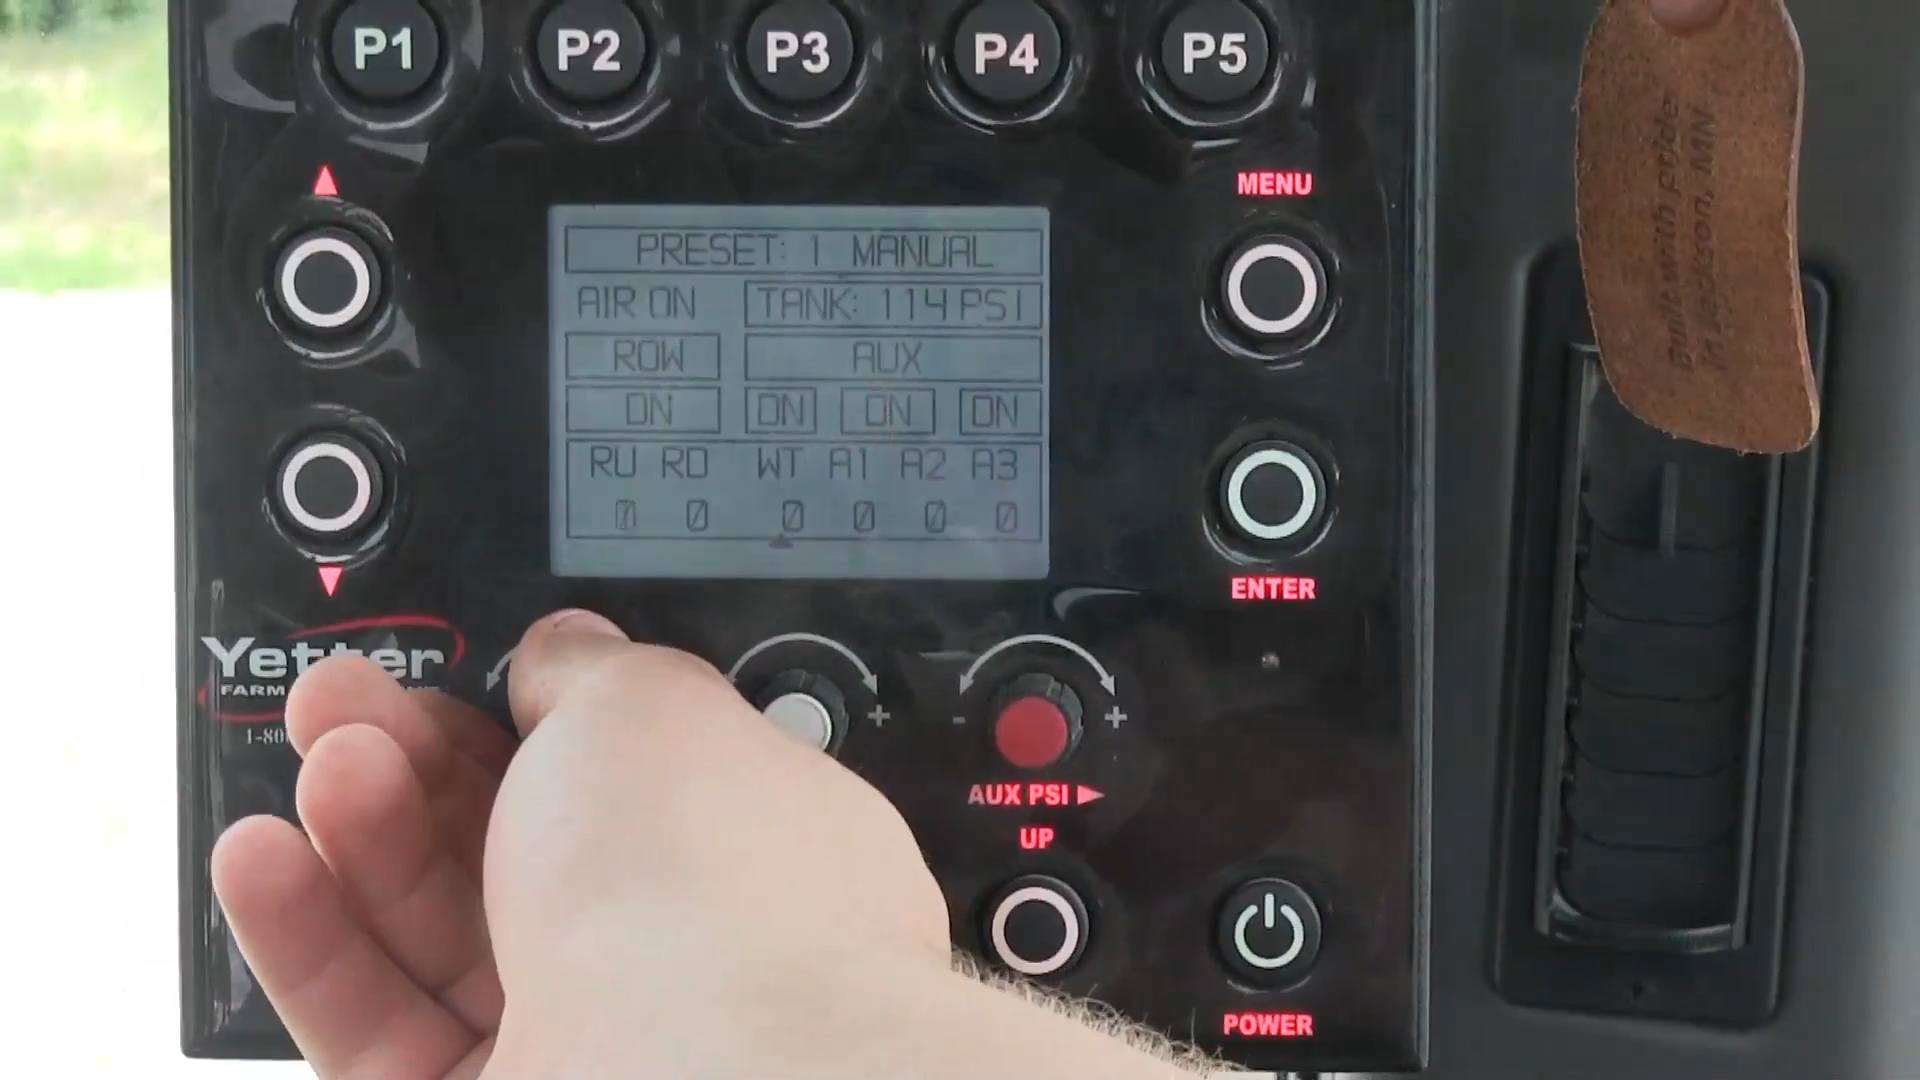 P1 P2 P3 P4 P5
MENU
PRESET: 1 MANUAL
AIR ON TANK: 114 PSI
ROW AUX
DN DN DN DN
RU RD WT A1 A2 A3
0 0 0 0 0 0
ENTER
Yetter
FARM
- +
+
AUX PSI
UP
POWER
Built with pride
in Jackson, MN